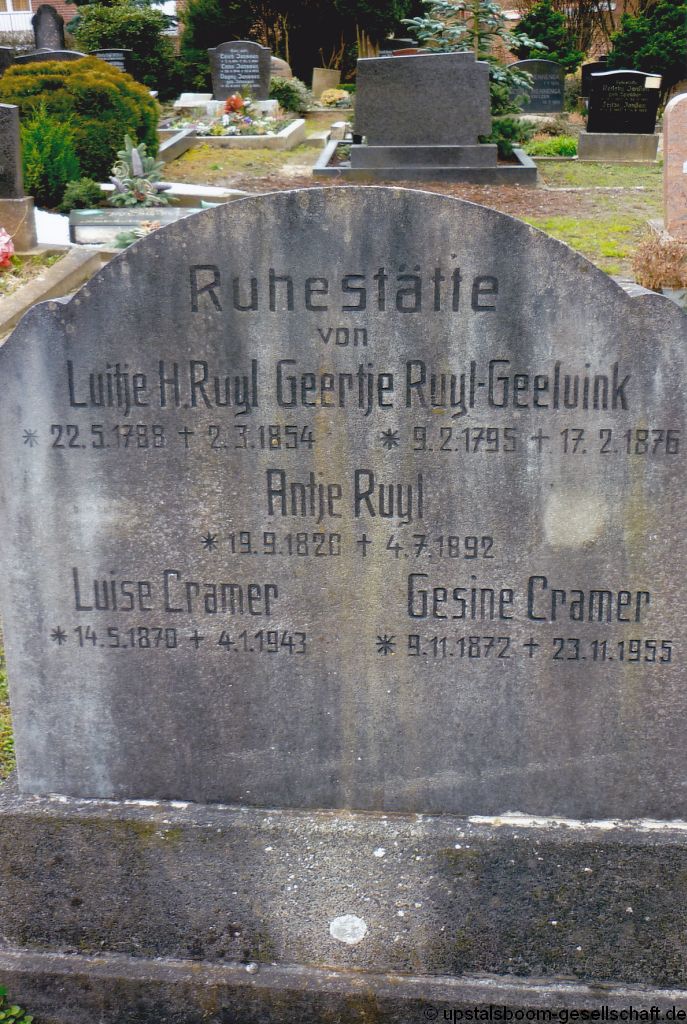 Ruhestätte
von
Luitje H. Ruyl Geertje Ruyl-Geeluink
* 22.5.1788 + 2.3.1854 * 9.2.1795 + 17.2.1876
Antje Ruyl
* 19.9.1820 + 4.7.1892
Luise Cramer Gesine Cramer
* 14.5.1870 + 4.1.1943 * 9.11.1872 + 23.11.1955
© upstalsboom-gesellschaft.de